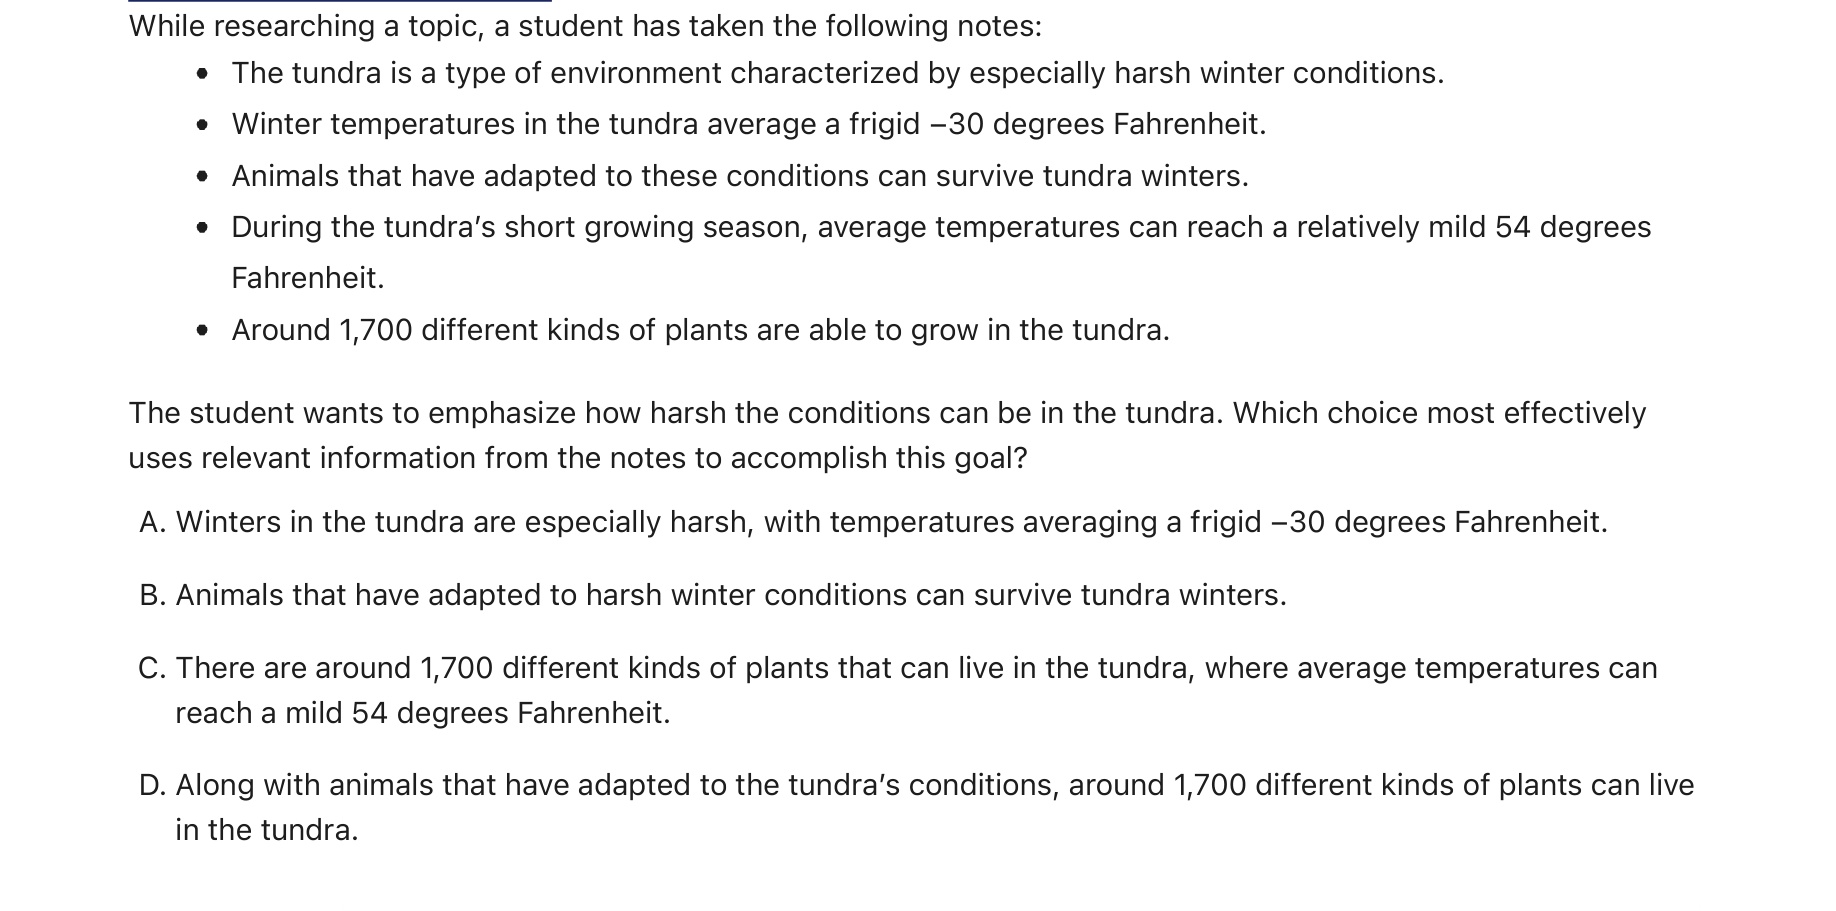 While researching a topic, a student has taken the following notes:
• The tundra is a type of environment characterized by especially harsh winter conditions.
• Winter temperatures in the tundra average a frigid –30 degrees Fahrenheit.
• Animals that have adapted to these conditions can survive tundra winters.
• During the tundra’s short growing season, average temperatures can reach a relatively mild 54 degrees
Fahrenheit.
• Around 1,700 different kinds of plants are able to grow in the tundra.
The student wants to emphasize how harsh the conditions can be in the tundra. Which choice most effectively
uses relevant information from the notes to accomplish this goal?
A. Winters in the tundra are especially harsh, with temperatures averaging a frigid –30 degrees Fahrenheit.
B. Animals that have adapted to harsh winter conditions can survive tundra winters.
C. There are around 1,700 different kinds of plants that can live in the tundra, where average temperatures can
reach a mild 54 degrees Fahrenheit.
D. Along with animals that have adapted to the tundra’s conditions, around 1,700 different kinds of plants can live
in the tundra.